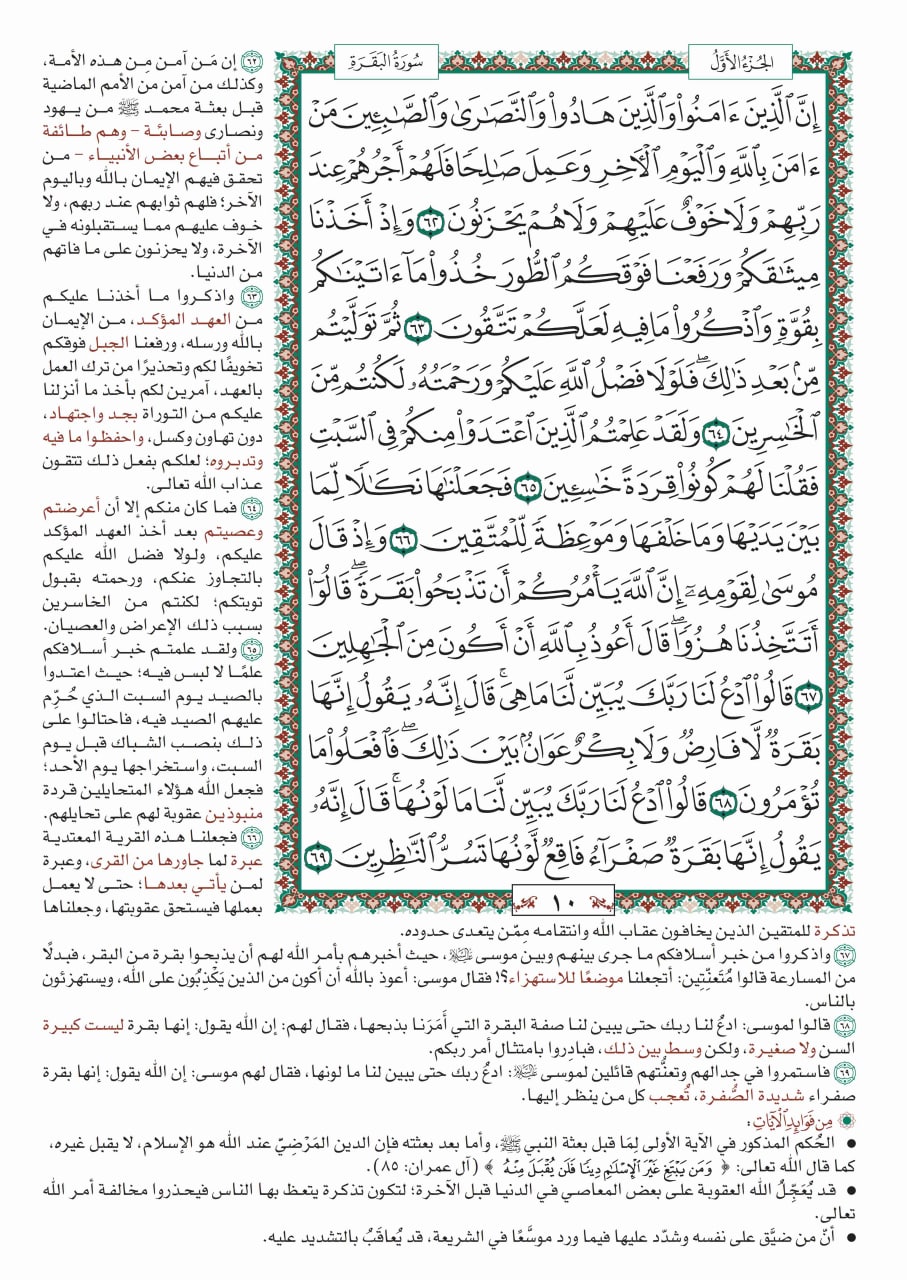 الجُزْءُ الأَوَّلُ
سُورَةُ البَقَرَةِ
إِنَّ ٱلَّذِينَ ءَامَنُواْ وَٱلَّذِينَ هَادُواْ وَٱلنَّصَٰرَىٰ وَٱلصَّٰبِـِٔينَ مَنْ
ءَامَنَ بِٱللَّهِ وَٱلْيَوْمِ ٱلْأٓخِرِ وَعَمِلَ صَٰلِحًا فَلَهُمْ أَجْرُهُمْ عِندَ
رَبِّهِمْ وَلَا خَوْفٌ عَلَيْهِمْ وَلَا هُمْ يَحْزَنُونَ ٦٢ وَإِذْ أَخَذْنَا
مِيثَٰقَكُمْ وَرَفَعْنَا فَوْقَكُمُ ٱلطُّورَ خُذُواْ مَآ ءَاتَيْنَٰكُم
بِقُوَّةٍ وَٱذْكُرُواْ مَا فِيهِ لَعَلَّكُمْ تَتَّقُونَ ٦٣ ثُمَّ تَوَلَّيْتُم
مِّنۢ بَعْدِ ذَٰلِكَ ۖ فَلَوْلَا فَضْلُ ٱللَّهِ عَلَيْكُمْ وَرَحْمَتُهُۥ لَكُنتُم مِّنَ
ٱلْخَٰسِرِينَ ٦٤ وَلَقَدْ عَلِمْتُمُ ٱلَّذِينَ ٱعْتَدَوْاْ مِنكُمْ فِى ٱلسَّبْتِ
فَقُلْنَا لَهُمْ كُونُواْ قِرَدَةً خَٰسِـِٔينَ ٦٥ فَجَعَلْنَٰهَا نَكَٰلًا لِّمَا
بَيْنَ يَدَيْهَا وَمَا خَلْفَهَا وَمَوْعِظَةً لِّلْمُتَّقِينَ ٦٦ وَإِذْ قَالَ
مُوسَىٰ لِقَوْمِهِۦٓ إِنَّ ٱللَّهَ يَأْمُرُكُمْ أَن تَذْبَحُواْ بَقَرَةً ۖ قَالُوٓاْ
أَتَتَّخِذُنَا هُزُوًا ۖ قَالَ أَعُوذُ بِٱللَّهِ أَنْ أَكُونَ مِنَ ٱلْجَٰهِلِينَ
٦٧ قَالُواْ ٱدْعُ لَنَا رَبَّكَ يُبَيِّن لَّنَا مَا هِىَ ۚ قَالَ إِنَّهُۥ يَقُولُ إِنَّهَا
بَقَرَةٌ لَّا فَارِضٌ وَلَا بِكْرٌ عَوَانٌۢ بَيْنَ ذَٰلِكَ ۖ فَٱفْعَلُواْ مَا
تُؤْمَرُونَ ٦٨ قَالُواْ ٱدْعُ لَنَا رَبَّكَ يُبَيِّن لَّنَا مَا لَوْنُهَا ۚ قَالَ إِنَّهُۥ
يَقُولُ إِنَّهَا بَقَرَةٌ صَفْرَآءُ فَاقِعٌ لَّوْنُهَا تَسُرُّ ٱلنَّٰظِرِينَ ٦٩
١٠
٦٢ إن مَن آمن مِن هذه الأمة،
وكذلك من آمن من الأمم الماضية
قبل بعثة محمد ﷺ من يهود
ونصارى وصابئة - وهم طائفة
من أتباع بعض الأنبياء - من
تحقق فيهم الإيمان بالله وباليوم
الآخر؛ فلهم ثوابهم عند ربهم، ولا
خوف عليهم مما يستقبلونه في
الآخرة، ولا يحزنون على ما فاتهم
من الدنيا.
٦٣ واذكروا ما أخذنا عليكم
من العهد المؤكد، من الإيمان
بالله ورسله، ورفعنا الجبل فوقكم
تخويفًا لكم وتحذيرًا من ترك العمل
بالعهد، آمرين لكم بأخذ ما أنزلنا
عليكم من التوراة بجد واجتهاد،
دون تهاون وكسل، واحفظوا ما فيه
وتدبروه؛ لعلكم بفعل ذلك تتقون
عذاب الله تعالى.
٦٤ فما كان منكم إلا أن أعرضتم
وعصيتم بعد أخذ العهد المؤكد
عليكم، ولولا فضل الله عليكم
بالتجاوز عنكم، ورحمته بقبول
توبتكم؛ لكنتم من الخاسرين
بسبب ذلك الإعراض والعصيان.
٦٥ ولقد علمتم خبر أسلافكم
علمًا لا لبس فيه؛ حيث اعتدوا
بالصيد يوم السبت الذي حُرِّم
عليهم الصيد فيه، فاحتالوا على
ذلك بنصب الشباك قبل يوم
السبت، واستخراجها يوم الأحد؛
فجعل الله هؤلاء المتحايلين قردة
منبوذين عقوبة لهم على تحايلهم.
٦٦ فجعلنا هذه القرية المعتدية
عبرة لما جاورها من القرى، وعبرة
لمن يأتي بعدها؛ حتى لا يعمل
بعملها فيستحق عقوبتها، وجعلناها
تذكرة للمتقين الذين يخافون عقاب الله وانتقامه مِمَّن يتعدى حدوده.
٦٧ واذكروا من خبر أسلافكم ما جرى بينهم وبين موسى عليه السلام، حيث أخبرهم بأمر الله لهم أن يذبحوا بقرة من البقر، فبدلًا
من المسارعة قالوا مُتَعنِّتِين: أتجعلنا موضعًا للاستهزاء؟! فقال موسى: أعوذ بالله أن أكون من الذين يَكْذِبُون على الله، ويستهزئون
بالناس.
٦٨ قالوا لموسى: ادعُ لنا ربك حتى يبين لنا صفة البقرة التي أَمَرَنا بذبحها، فقال لهم: إن الله يقول: إنها بقرة ليست كبيرة
السن ولا صغيرة، ولكن وسط بين ذلك، فبادِروا بامتثال أمر ربكم.
٦٩ فاستمروا في جدالهم وتعنُّتهم قائلين لموسى عليه السلام: ادعُ ربك حتى يبين لنا ما لونها، فقال لهم موسى: إن الله يقول: إنها بقرة
صفراء شديدة الصُّفرة، تُعجب كل من ينظر إليها.
مِن فَوَائِدِ الآيَاتِ:
• الحُكم المذكور في الآية الأولى لِمَا قبل بعثة النبي ﷺ، وأما بعد بعثته فإن الدين المَرْضِيّ عند الله هو الإسلام، لا يقبل غيره،
كما قال الله تعالى: ﴿ وَمَن يَبْتَغِ غَيْرَ ٱلْإِسْلَٰمِ دِينًا فَلَن يُقْبَلَ مِنْهُ ﴾ (آل عمران: ٨٥).
• قد يُعَجِّلُ الله العقوبة على بعض المعاصي في الدنيا قبل الآخرة؛ لتكون تذكرة يتعظ بها الناس فيحذروا مخالفة أمر الله
تعالى.
• أنّ من ضيَّق على نفسه وشدّد عليها فيما ورد موسَّعًا في الشريعة، قد يُعاقَبُ بالتشديد عليه.